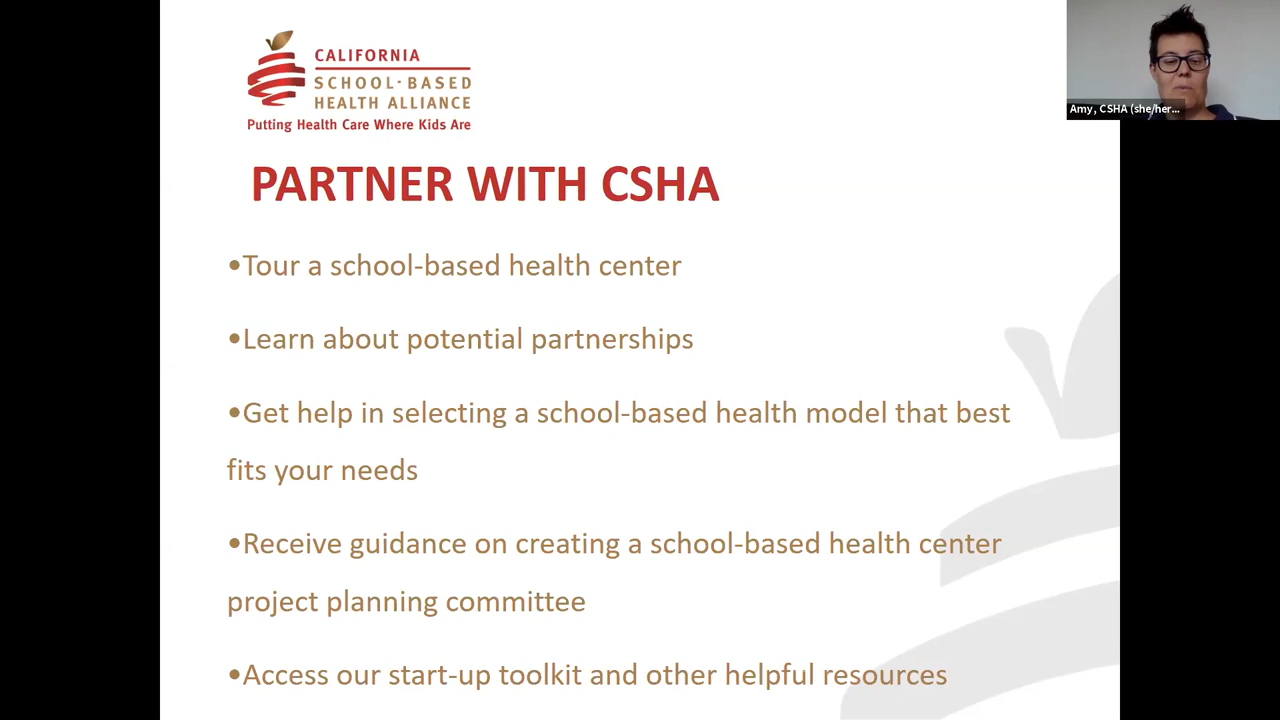 CALIFORNIA
SCHOOL-BASED
HEALTH ALLIANCE
Putting Health Care Where Kids Are
Amy, CSHA (she/her...
PARTNER WITH CSHA
•Tour a school-based health center
•Learn about potential partnerships
•Get help in selecting a school-based health model that best
fits your needs
•Receive guidance on creating a school-based health center
project planning committee
•Access our start-up toolkit and other helpful resources